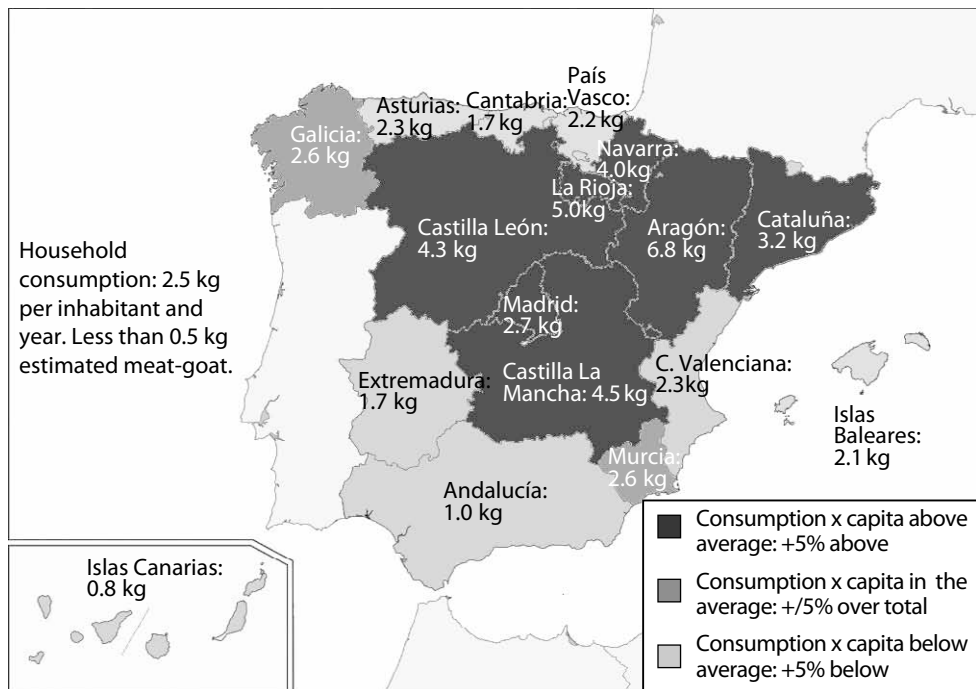 País
Vasco:
2.2 kg
Asturias:
2.3 kg
Cantabria:
1.7 kg
Galicia:
2.6 kg
Navarra:
4.0kg
La Rioja:
5.0kg
Castilla León:
4.3 kg
Aragón:
6.8 kg
Cataluña:
3.2 kg
Household
consumption: 2.5 kg
per inhabitant and
year. Less than 0.5 kg
estimated meat-goat.
Madrid:
2.7 kg
Extremadura:
1.7 kg
Castilla La
Mancha: 4.5 kg
C. Valenciana:
2.3kg
Islas
Baleares:
2.1 kg
Murcia:
2.6 kg
Andalucía:
1.0 kg
Islas Canarias:
0.8 kg
Consumption x capita above
average: +5% above
Consumption x capita in the
average: +/5% over total
Consumption x capita below
average: +5% below